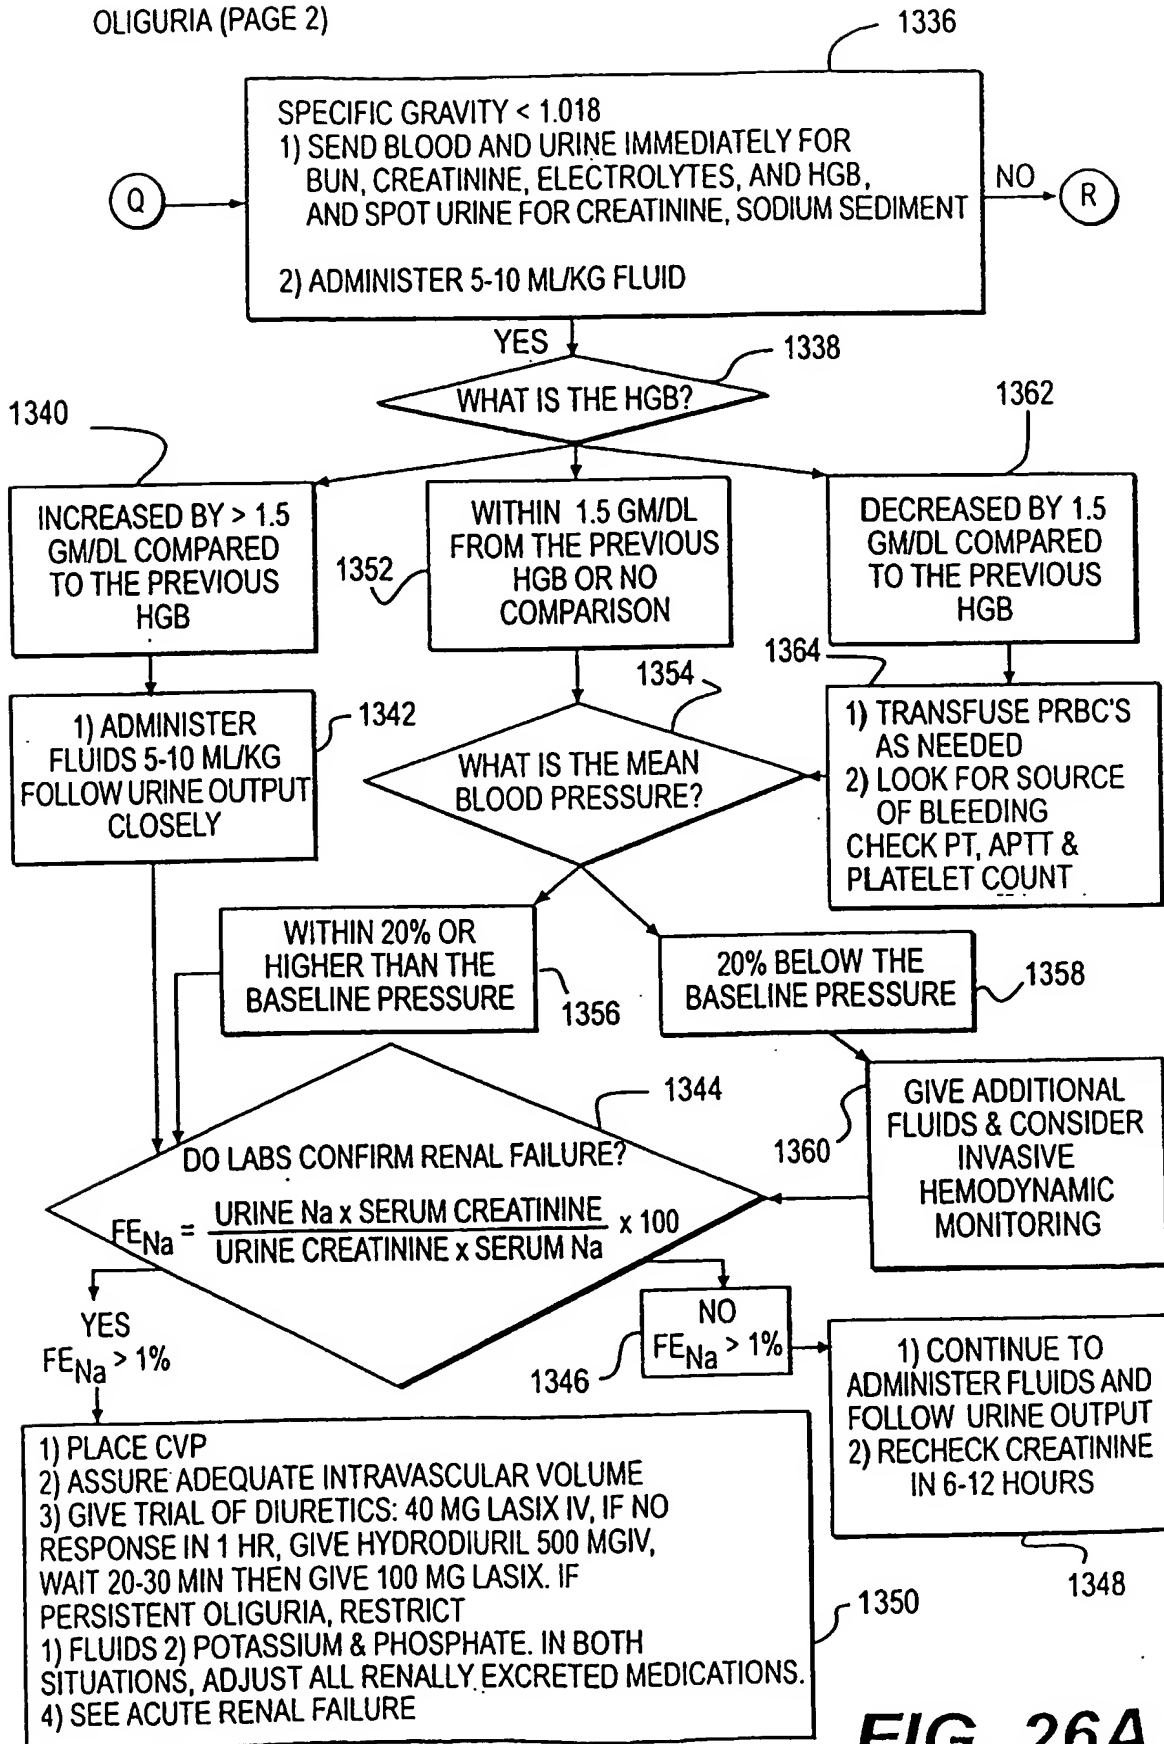 OLIGURIA (PAGE 2)
1336
SPECIFIC GRAVITY < 1.018
1) SEND BLOOD AND URINE IMMEDIATELY FOR
BUN, CREATININE, ELECTROLYTES, AND HGB,
AND SPOT URINE FOR CREATININE, SODIUM SEDIMENT
2) ADMINISTER 5-10 ML/KG FLUID
Q
NO
R
YES
1338
WHAT IS THE HGB?
1340
INCREASED BY > 1.5
GM/DL COMPARED
TO THE PREVIOUS
HGB
1352
WITHIN 1.5 GM/DL
FROM THE PREVIOUS
HGB OR NO
COMPARISON
1362
DECREASED BY 1.5
GM/DL COMPARED
TO THE PREVIOUS
HGB
1342
1) ADMINISTER
FLUIDS 5-10 ML/KG
FOLLOW URINE OUTPUT
CLOSELY
1354
WHAT IS THE MEAN
BLOOD PRESSURE?
1364
1) TRANSFUSE PRBC'S
AS NEEDED
2) LOOK FOR SOURCE
OF BLEEDING
CHECK PT, APTT &
PLATELET COUNT
WITHIN 20% OR
HIGHER THAN THE
BASELINE PRESSURE
1356
20% BELOW THE
BASELINE PRESSURE
1358
1344
DO LABS CONFIRM RENAL FAILURE?
FENa = URINE Na x SERUM CREATININE / URINE CREATININE x SERUM Na x 100
1360
GIVE ADDITIONAL
FLUIDS & CONSIDER
INVASIVE
HEMODYNAMIC
MONITORING
YES
FENa > 1%
NO
FENa > 1%
1346
1) CONTINUE TO
ADMINISTER FLUIDS AND
FOLLOW URINE OUTPUT
2) RECHECK CREATININE
IN 6-12 HOURS
1348
1) PLACE CVP
2) ASSURE ADEQUATE INTRAVASCULAR VOLUME
3) GIVE TRIAL OF DIURETICS: 40 MG LASIX IV, IF NO
RESPONSE IN 1 HR, GIVE HYDRODIURIL 500 MGIV,
WAIT 20-30 MIN THEN GIVE 100 MG LASIX. IF
PERSISTENT OLIGURIA, RESTRICT
1) FLUIDS 2) POTASSIUM & PHOSPHATE. IN BOTH
SITUATIONS, ADJUST ALL RENALLY EXCRETED MEDICATIONS.
4) SEE ACUTE RENAL FAILURE
1350
FIG. 26A